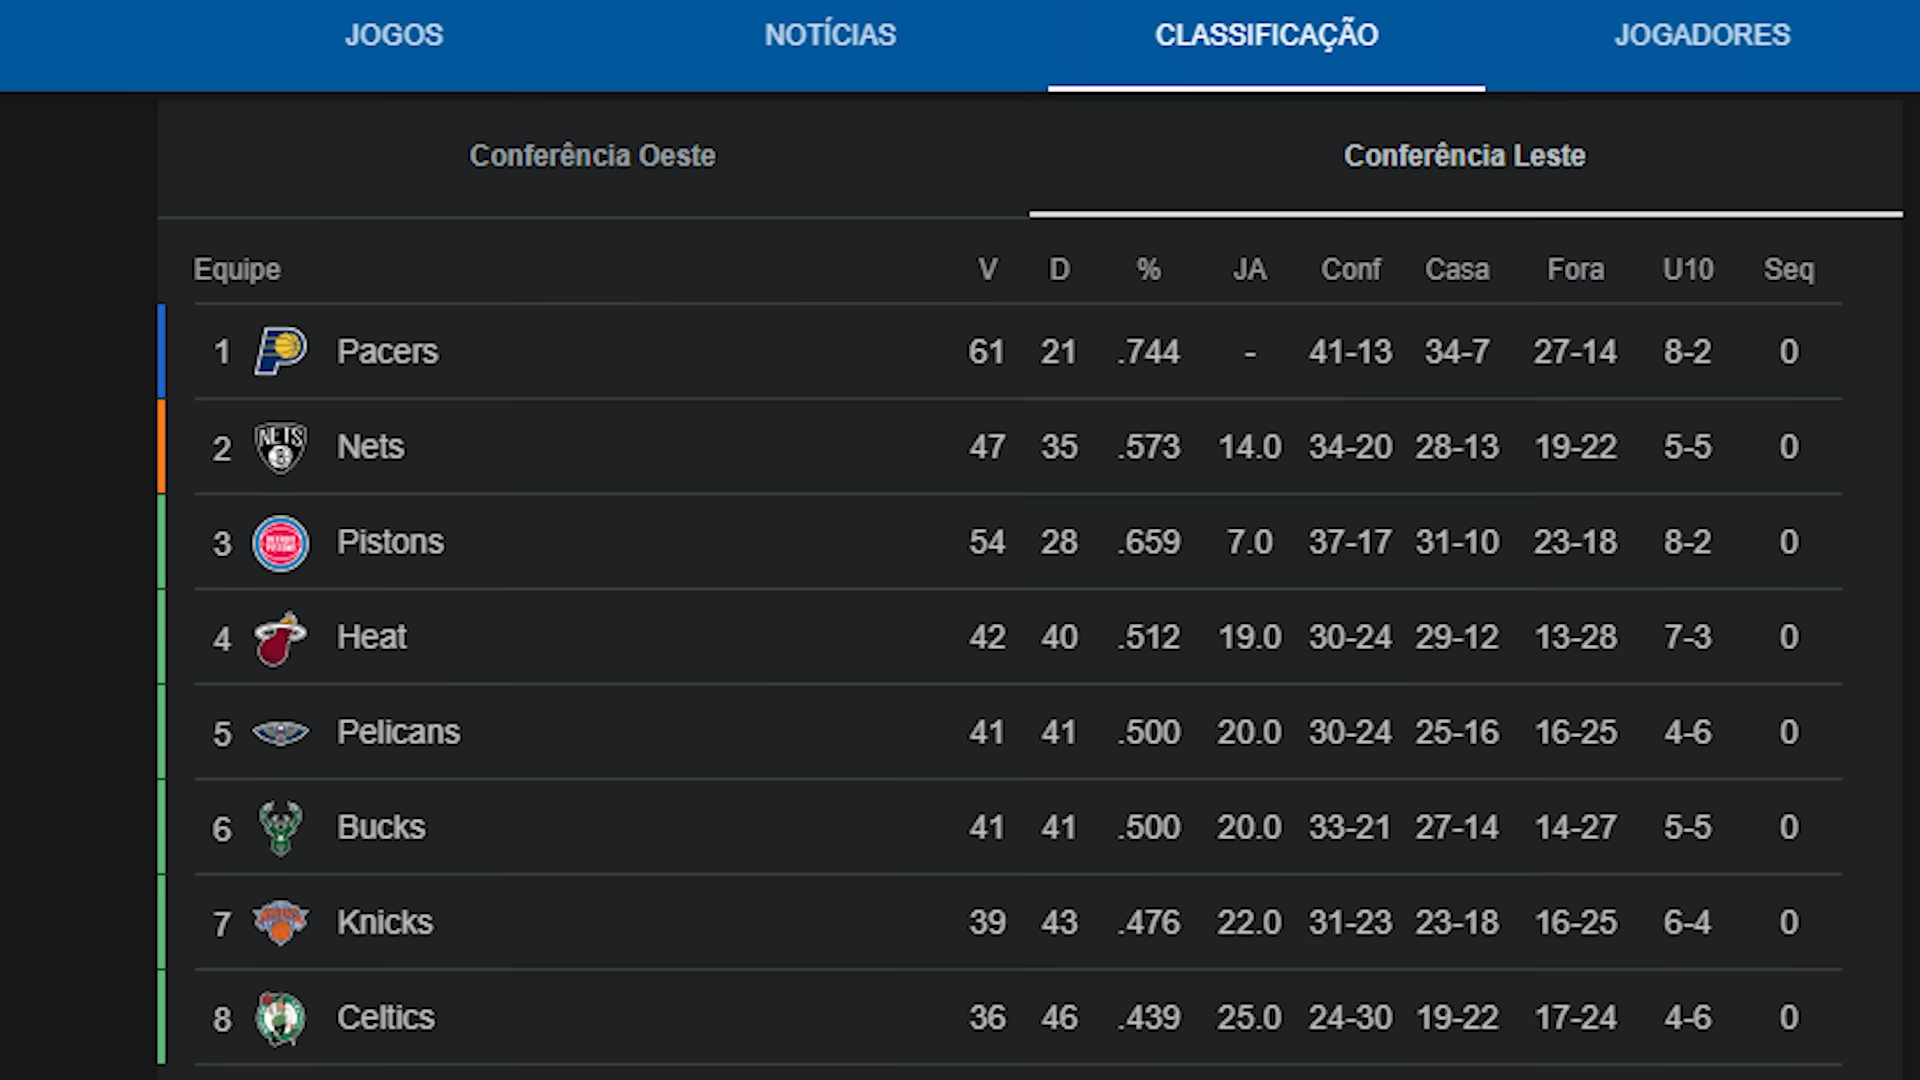 JOGOS NOTÍCIAS CLASSIFICAÇÃO JOGADORES
Conferência Oeste Conferência Leste
Equipe V D % JA Conf Casa Fora U10 Seq
1 Pacers 61 21 .744 - 41-13 34-7 27-14 8-2 0
2 NETS B Nets 47 35 .573 14.0 34-20 28-13 19-22 5-5 0
3 Pistons 54 28 .659 7.0 37-17 31-10 23-18 8-2 0
4 Heat 42 40 .512 19.0 30-24 29-12 13-28 7-3 0
5 Pelicans 41 41 .500 20.0 30-24 25-16 16-25 4-6 0
6 Bucks 41 41 .500 20.0 33-21 27-14 14-27 5-5 0
7 Knicks 39 43 .476 22.0 31-23 23-18 16-25 6-4 0
8 Celtics 36 46 .439 25.0 24-30 19-22 17-24 4-6 0